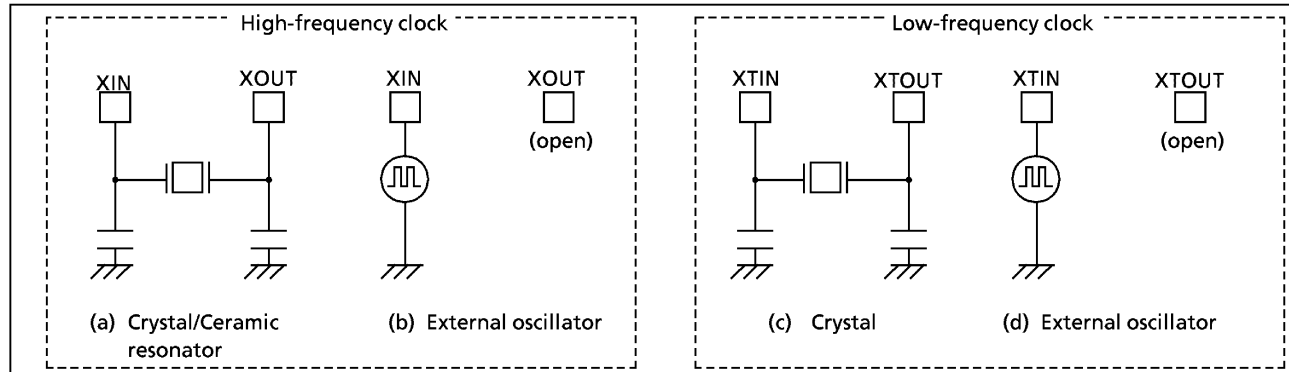 High-frequency clock
XIN
XOUT
XIN
XOUT
(open)
(a) Crystal/Ceramic
resonator
(b) External oscillator
Low-frequency clock
XTIN
XTOUT
XTIN
XTOUT
(open)
(c) Crystal
(d) External oscillator